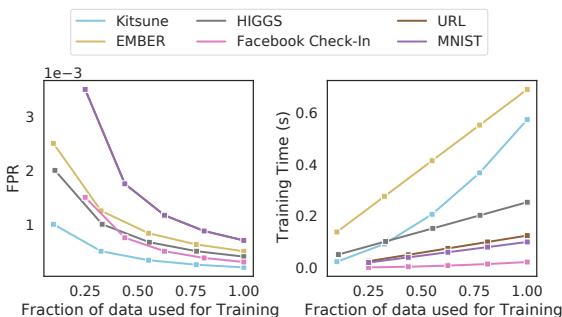 Kitsune HIGGS URL
EMBER Facebook Check-In MNIST
1e−3
3
2
1
FPR
0.25 0.50 0.75 1.00
Fraction of data used for Training
0.6
0.4
0.2
0.0
Training Time (s)
0.25 0.50 0.75 1.00
Fraction of data used for Training